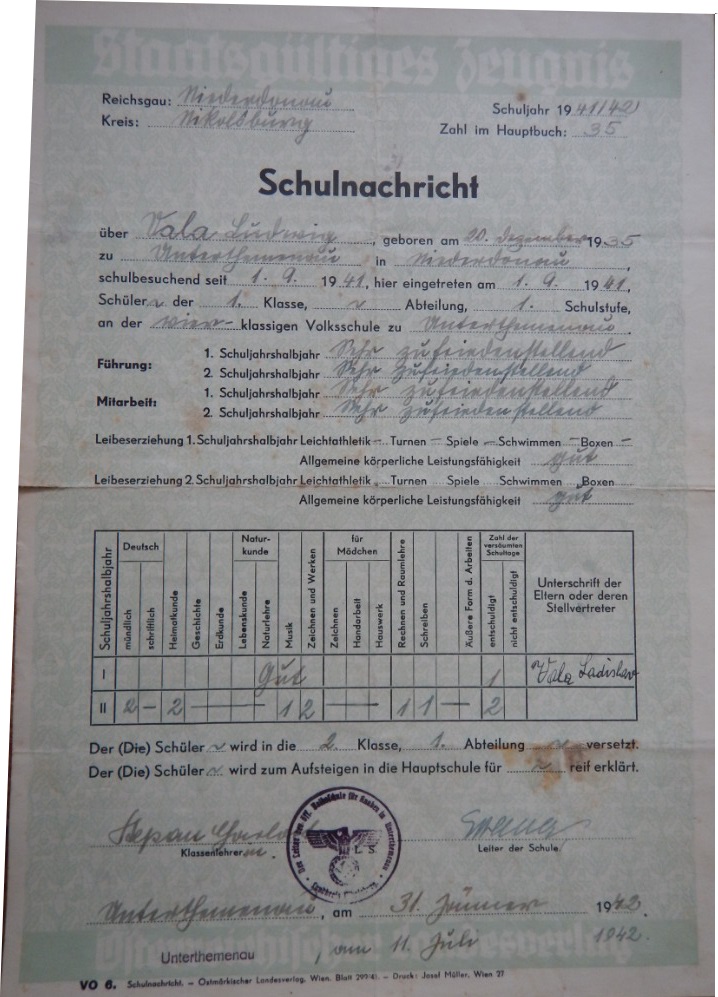 Staatsgültiges Zeugnis
Reichsgau: Niederdonau
Schuljahr 1941/42
Kreis: Nikolsburg
Zahl im Hauptbuch: 35
Schulnachricht
über Vala Ludwig, geboren am 20. Dezember 1935
zu Unterthemenau in Niederdonau,
schulbesuchend seit 1. 9. 1941, hier eingetreten am 1. 9. 1941,
Schüler der 1. Klasse, Abteilung, 1. Schulstufe,
an der vier-klassigen Volksschule zu Unterthemenau.
Führung: 1. Schuljahrshalbjahr Sehr zufriedenstellend
2. Schuljahrshalbjahr Sehr zufriedenstellend
Mitarbeit: 1. Schuljahrshalbjahr Sehr zufriedenstellend
2. Schuljahrshalbjahr Sehr zufriedenstellend
Leibeserziehung 1. Schuljahrshalbjahr Leichtathletik – Turnen – Spiele – Schwimmen – Boxen –
Allgemeine körperliche Leistungsfähigkeit gut
Leibeserziehung 2. Schuljahrshalbjahr Leichtathletik Turnen Spiele Schwimmen Boxen
Allgemeine körperliche Leistungsfähigkeit gut
Schuljahrshalbjahr
Deutsch
mündlich
schriftlich
Heimatkunde
Geschichte
Erdkunde
Naturkunde
Lebenskunde
Naturlehre
Musik
Zeichnen und Werken
für Mädchen
Zeichnen
Handarbeit
Hauswerk
Rechnen und Raumlehre
Schreiben
Äußere Form d. Arbeiten
Zahl der versäumten Schultage
entschuldigt
nicht entschuldigt
Unterschrift der Eltern oder deren Stellvertreter
I Gut 1 Vala Ladislav
II 2 – 2 – 1 2 – 1 1 – 2
Der (Die) Schüler wird in die 2. Klasse, 1. Abteilung versetzt.
Der (Die) Schüler wird zum Aufsteigen in die Hauptschule für reif erklärt.
L. S.
Klassenlehrerin.
Leiter der Schule.
Unterthemenau, am 31. Jänner 1942.
Unterthemenau, am 11. Juli 1942.
VO 6. Schulnachricht. – Ostmärkischer Landesverlag, Wien. Blatt 299/41. – Druck: Josef Möller, Wien 27